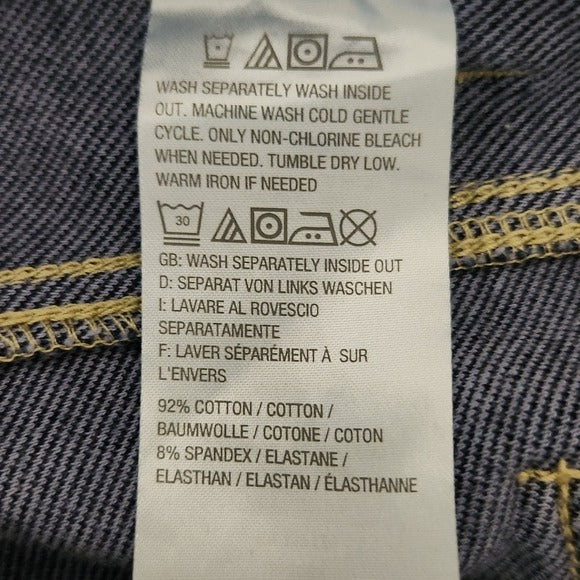 WASH SEPARATELY WASH INSIDE
OUT. MACHINE WASH COLD GENTLE
CYCLE. ONLY NON-CHLORINE BLEACH
WHEN NEEDED. TUMBLE DRY LOW.
WARM IRON IF NEEDED
30
GB: WASH SEPARATELY INSIDE OUT
D: SEPARAT VON LINKS WASCHEN
I: LAVARE AL ROVESCIO
SEPARATAMENTE
F: LAVER SÉPARÉMENT À SUR
L'ENVERS
92% COTTON / COTTON /
BAUMWOLLE / COTONE / COTON
8% SPANDEX / ELASTANE /
ELASTHAN / ELASTAN / ÉLASTHANNE